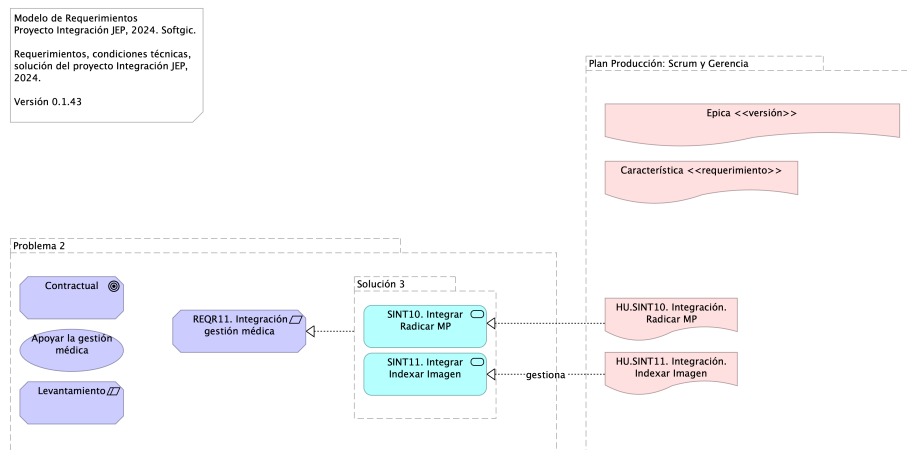 Modelo de Requerimientos
Proyecto Integración JEP, 2024. Softgic.
Requerimientos, condiciones técnicas,
solución del proyecto Integración JEP,
2024.
Versión 0.1.43
Plan Producción: Scrum y Gerencia
Epica <<versión>>
Característica <<requerimiento>>
Problema 2
Contractual
Apoyar la gestión
médica
Levantamiento
REQR11. Integración
gestión médica
Solución 3
SINT10. Integrar
Radicar MP
SINT11. Integrar
Indexar Imagen
gestiona
HU.SINT10. Integración.
Radicar MP
HU.SINT11. Integración.
Indexar Imagen